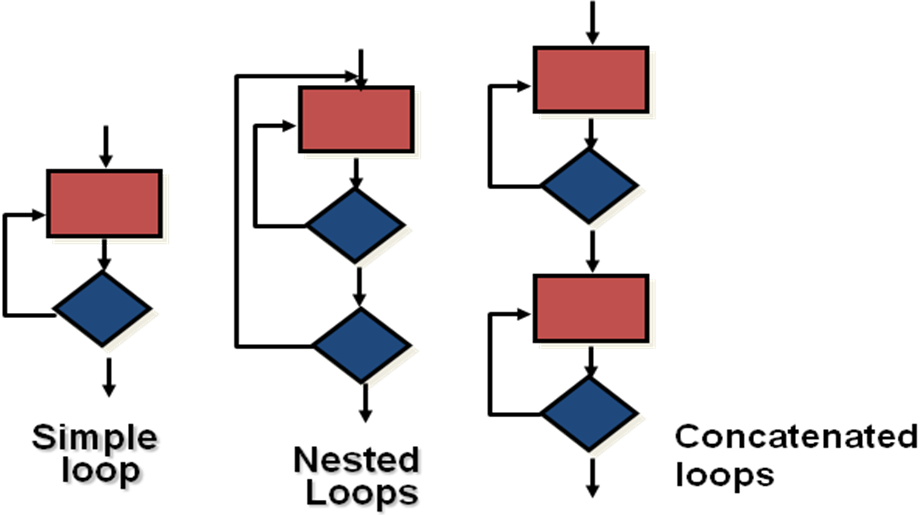 Simple
loop
Nested
Loops
Concatenated
loops